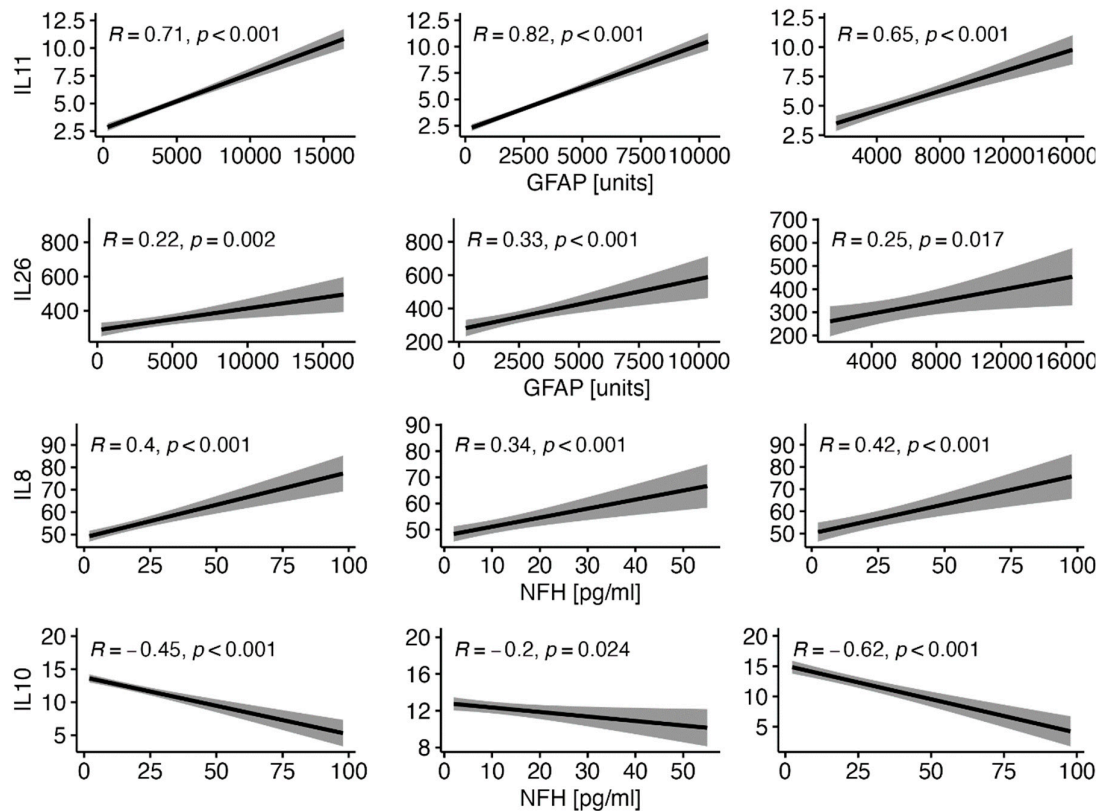 12.5 12.5 12.5
R = 0.71, p < 0.001 R = 0.82, p < 0.001 R = 0.65, p < 0.001
10.0 10.0 10.0
IL11
7.5 7.5 7.5
5.0 5.0 5.0
2.5 2.5 2.5
0 5000 10000 15000 0 2500 5000 7500 10000 4000 8000 12000 16000
GFAP [units]
R = 0.22, p = 0.002 R = 0.33, p < 0.001 R = 0.25, p = 0.017
IL26
800 800 700
600 600 600
400 400 500
200 400
300
200
0 5000 10000 15000 0 2500 5000 7500 10000 4000 8000 12000 16000
GFAP [units]
R = 0.4, p < 0.001 R = 0.34, p < 0.001 R = 0.42, p < 0.001
IL8
90 90 90
80 80 80
70 70 70
60 60 60
50 50 50
0 25 50 75 100 0 10 20 30 40 50 0 25 50 75 100
NFH [pg/ml]
R = −0.45, p < 0.001 R = −0.2, p = 0.024 R = −0.62, p < 0.001
IL10
20 20 20
15 16 15
10 12 10
5 8 5
0 25 50 75 100 0 10 20 30 40 50 0 25 50 75 100
NFH [pg/ml]